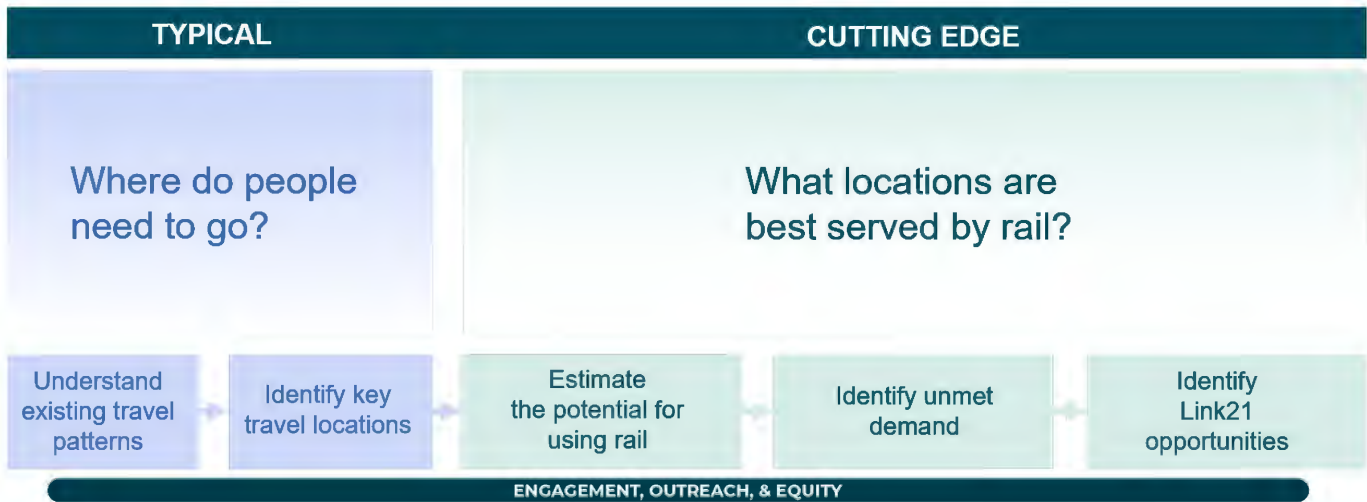 TYPICAL
CUTTING EDGE
Where do people
need to go?
What locations are
best served by rail?
Understand
existing travel
patterns
Identify key
travel locations
Estimate
the potential for
using rail
Identify unmet
demand
Identify
Link21
opportunities
ENGAGEMENT, OUTREACH, & EQUITY